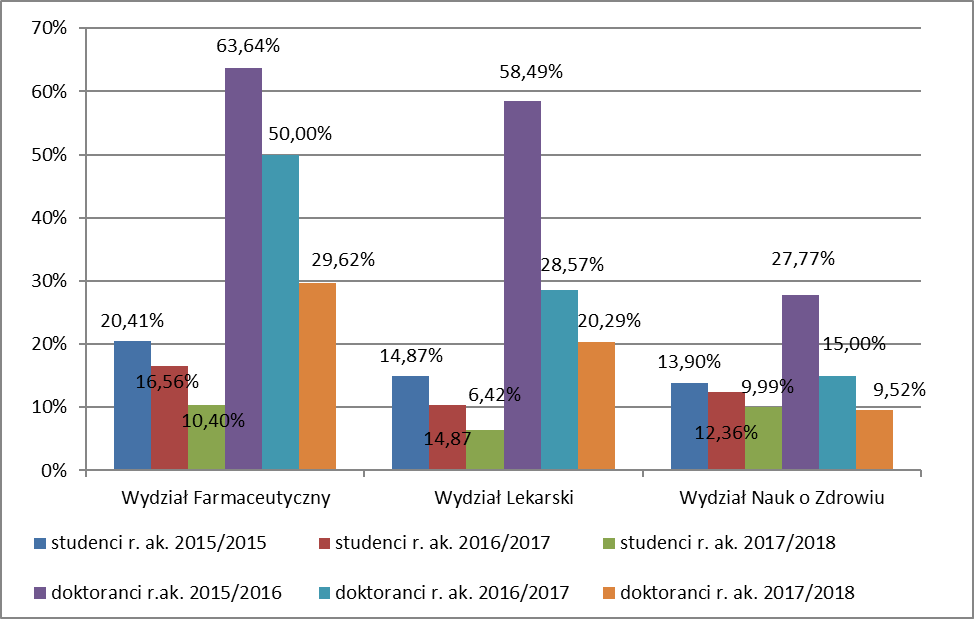 70%
60%
50%
40%
30%
20%
10%
0%
20,41%
16,56%
10,40%
63,64%
50,00%
29,62%
14,87%
14,87
6,42%
58,49%
28,57%
20,29%
13,90%
12,36%
9,99%
27,77%
15,00%
9,52%
Wydział Farmaceutyczny
Wydział Lekarski
Wydział Nauk o Zdrowiu
studenci r. ak. 2015/2015
studenci r. ak. 2016/2017
studenci r. ak. 2017/2018
doktoranci r.ak. 2015/2016
doktoranci r. ak. 2016/2017
doktoranci r. ak. 2017/2018